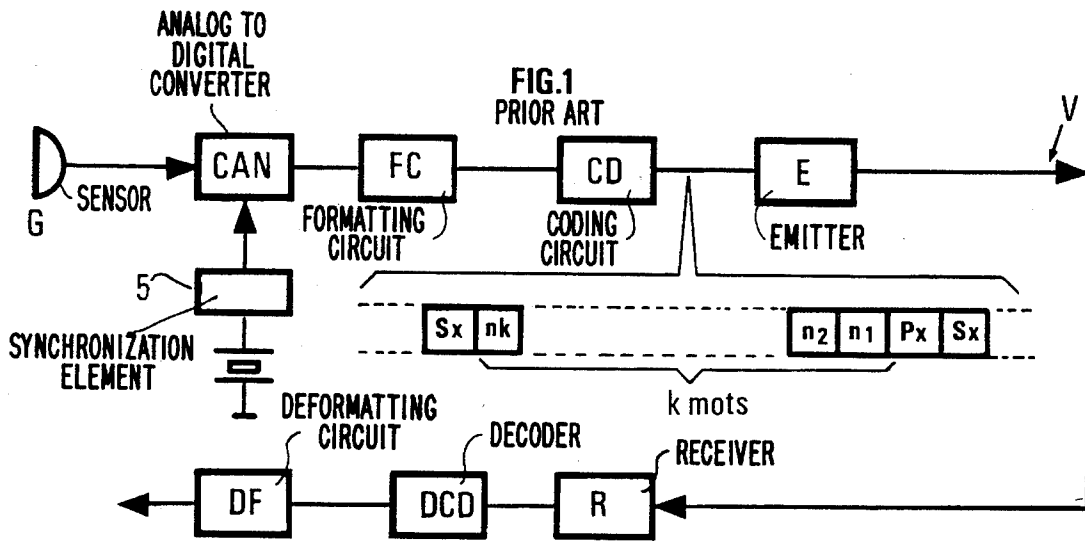 ANALOG TO
DIGITAL
CONVERTER
FIG.1
PRIOR ART
V
CAN
FC
CD
E
SENSOR
G
FORMATTING
CIRCUIT
CODING
CIRCUIT
EMITTER
5
SYNCHRONIZATION
ELEMENT
Sx nk n2 n1 Px Sx
k mots
DEFORMATTING
CIRCUIT
DECODER
RECEIVER
DF
DCD
R